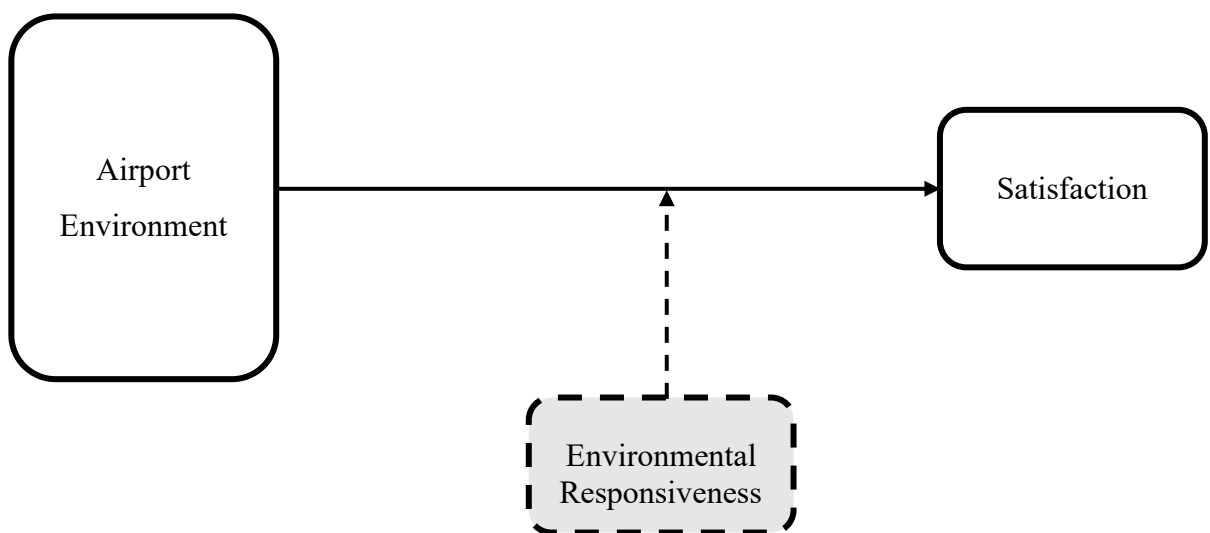 Airport
Environment
Satisfaction
Environmental
Responsiveness